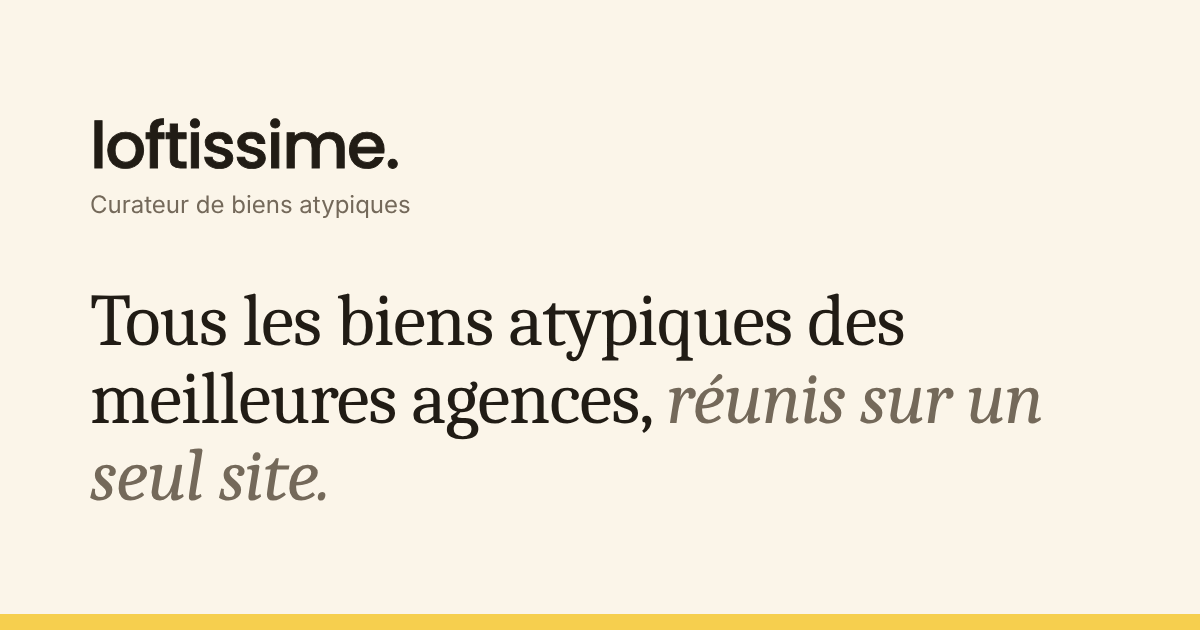 loftissime.
Curateur de biens atypiques
Tous les biens atypiques des
meilleures agences, réunis sur un
seul site.